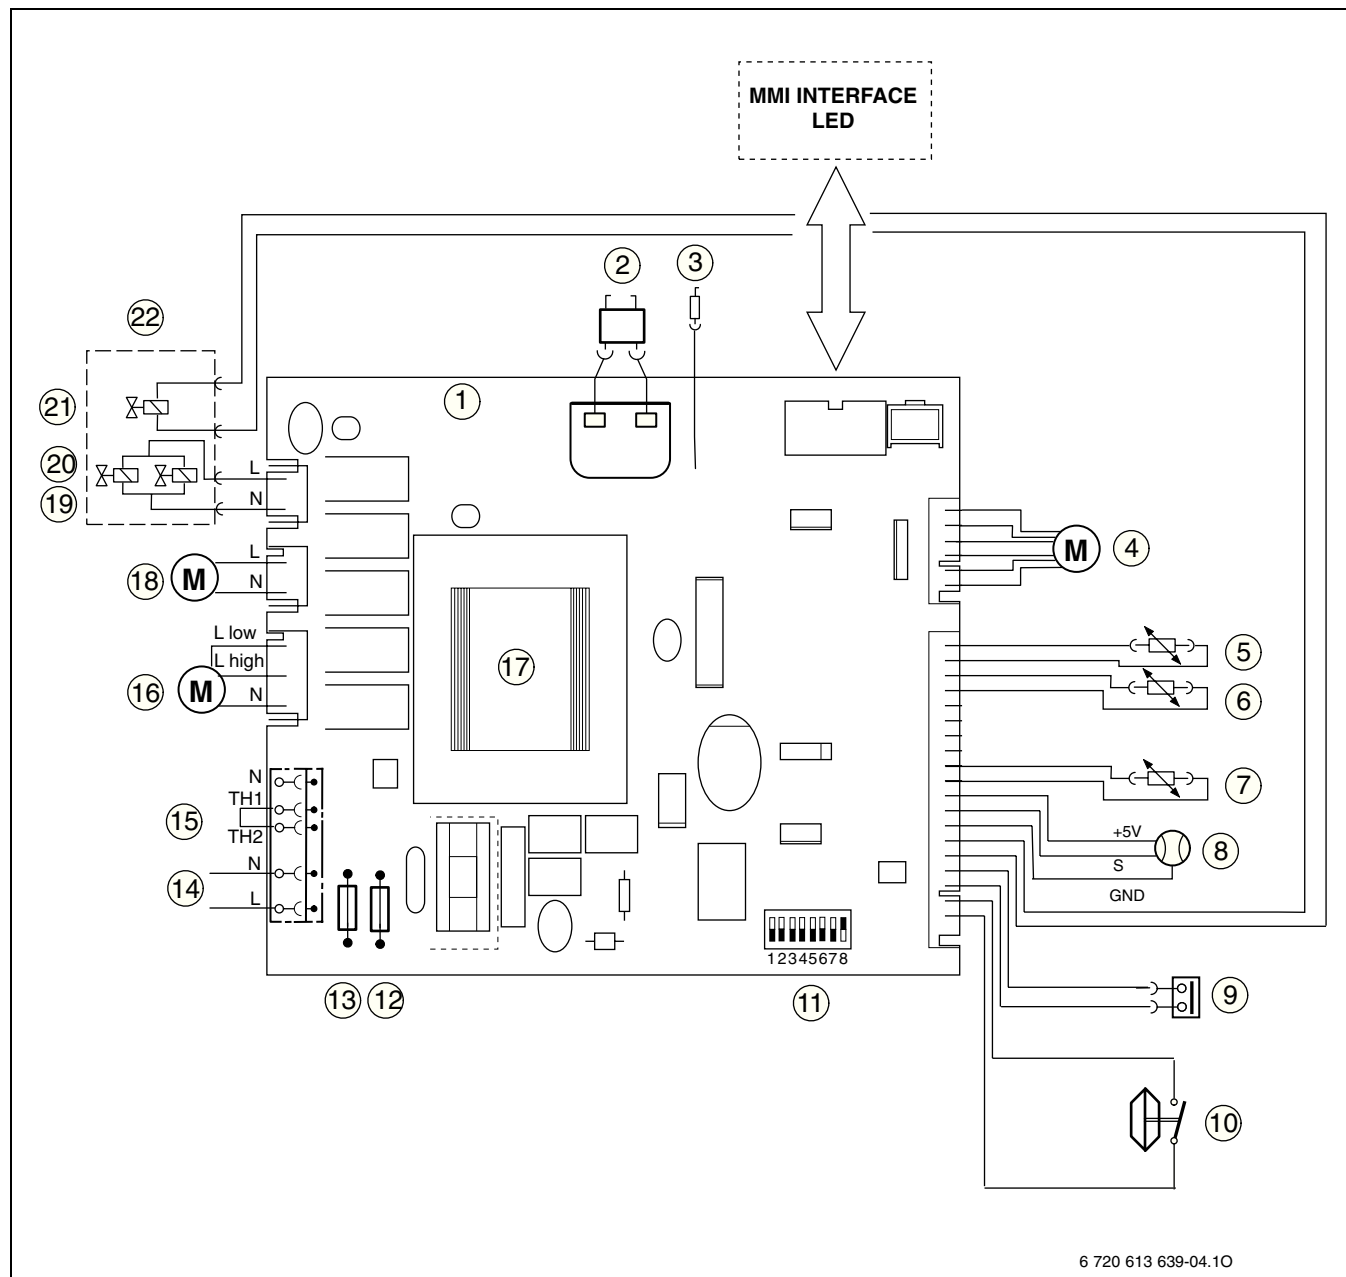 MMI INTERFACE
LED
2
3
22
1
21
20
L
19
N
4
L
18
M
N
M
L low
5
L high
17
16
M
N
6
N
TH1
7
15
TH2
+5V
8
N
S
14
L
GND
12345678
13
12
11
9
10
6 720 613 639-04.1O